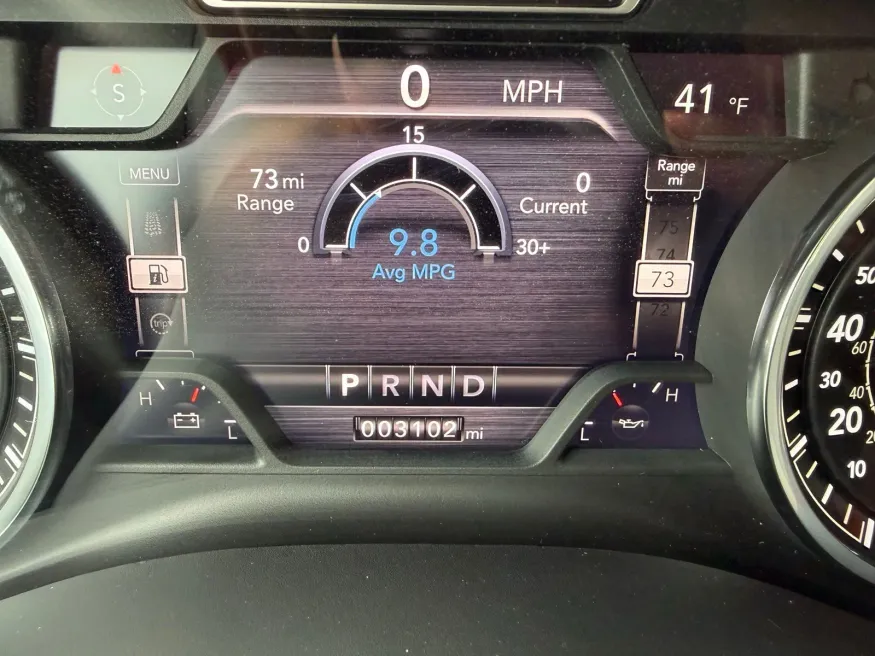 S
0 MPH
41 °F
15
MENU
73 mi
Range
0
Current
Range
mi
75
74
73
72
0
30+
9.8
Avg MPG
trip
P R N D
H
L
H
L
003102 mi
50
40
60
30
40
20
20
10